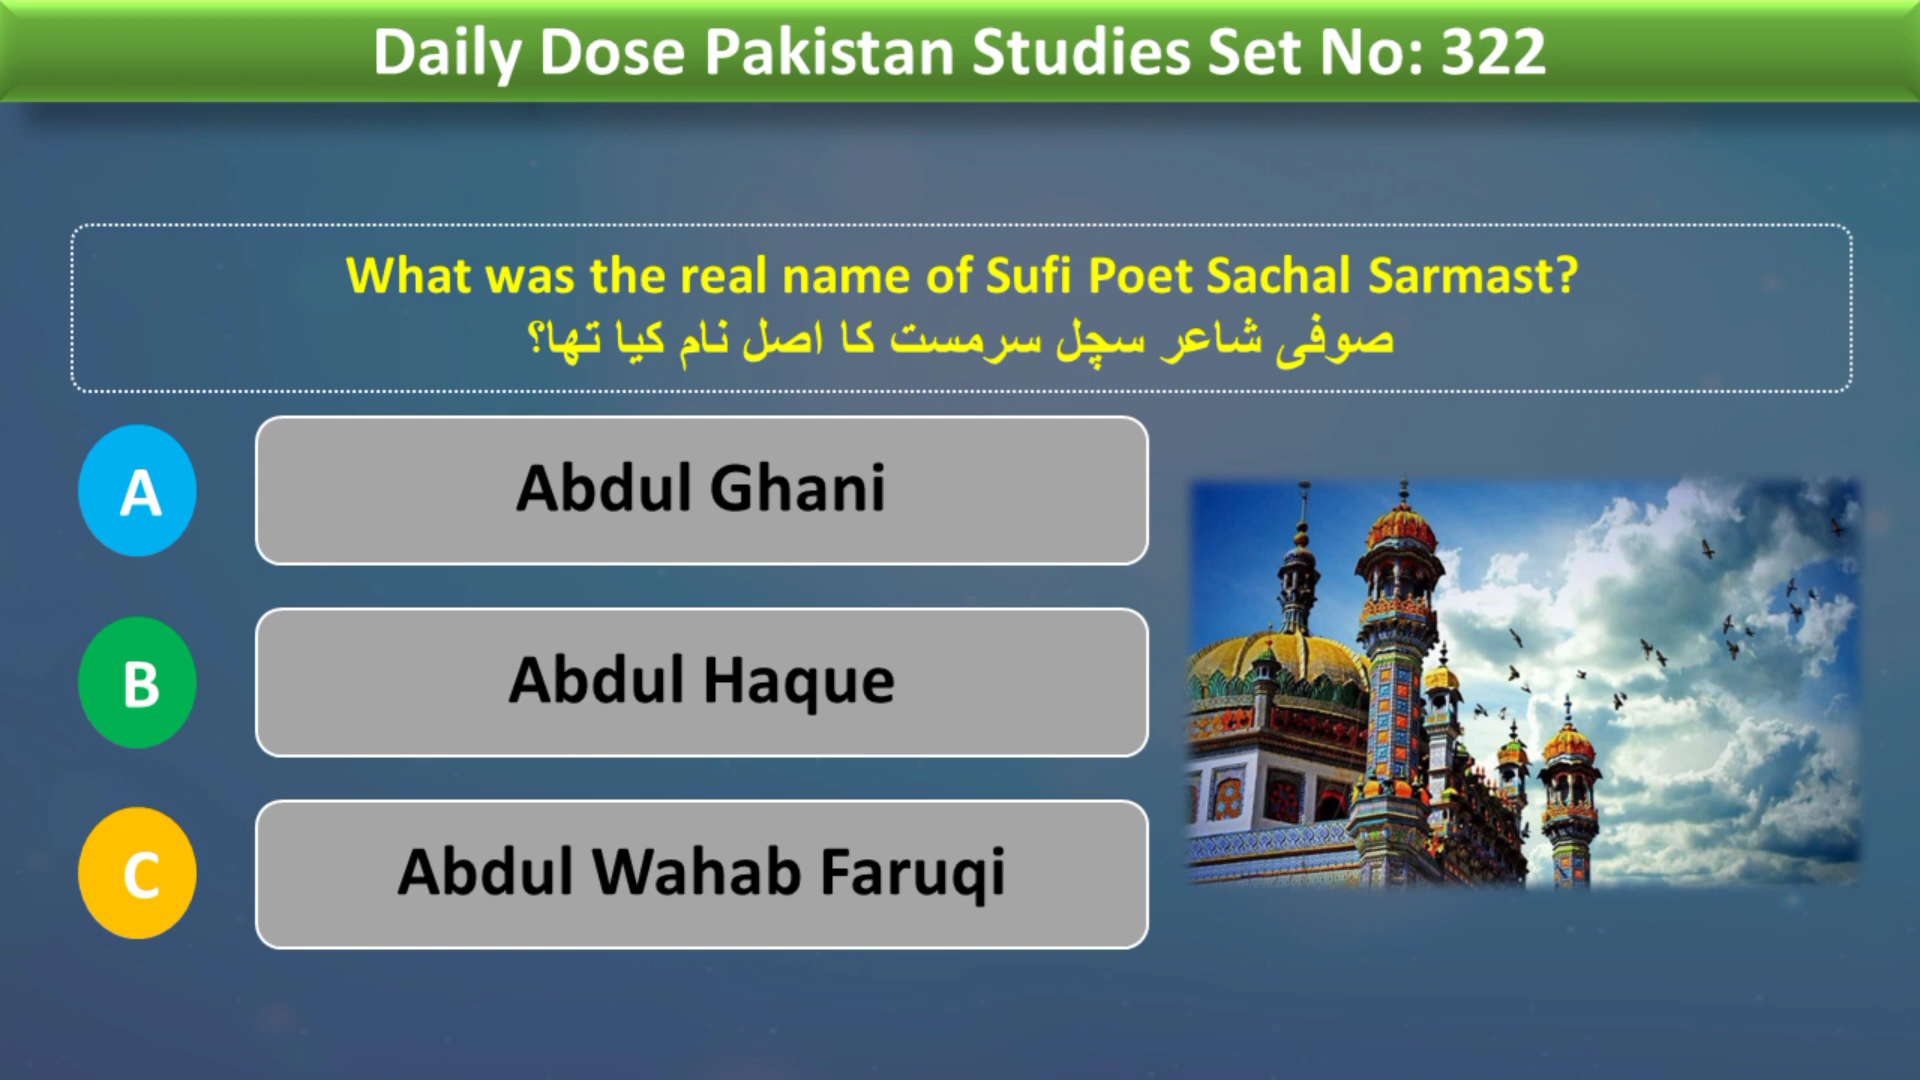 Daily Dose Pakistan Studies Set No: 322
What was the real name of Sufi Poet Sachal Sarmast?
صوفی شاعر سچل سرمست کا اصل نام کیا تھا؟
A
Abdul Ghani
B
Abdul Haque
C
Abdul Wahab Faruqi